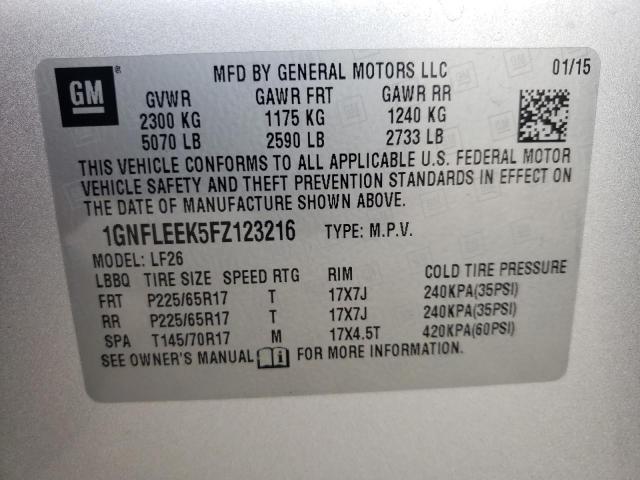 GM ®
MFD BY GENERAL MOTORS LLC 01/15
GVWR GAWR FRT GAWR RR
2300 KG 1175 KG 1240 KG
5070 LB 2590 LB 2733 LB
THIS VEHICLE CONFORMS TO ALL APPLICABLE U.S. FEDERAL MOTOR
VEHICLE SAFETY AND THEFT PREVENTION STANDARDS IN EFFECT ON
THE DATE OF MANUFACTURE SHOWN ABOVE.
1GNFLEEK5FZ123216 TYPE: M.P.V.
MODEL: LF26
LBBQ TIRE SIZE SPEED RTG RIM COLD TIRE PRESSURE
FRT P225/65R17 T 17X7J 240KPA(35PSI)
RR P225/65R17 T 17X7J 240KPA(35PSI)
SPA T145/70R17 M 17X4.5T 420KPA(60PSI)
SEE OWNER'S MANUAL FOR MORE INFORMATION.